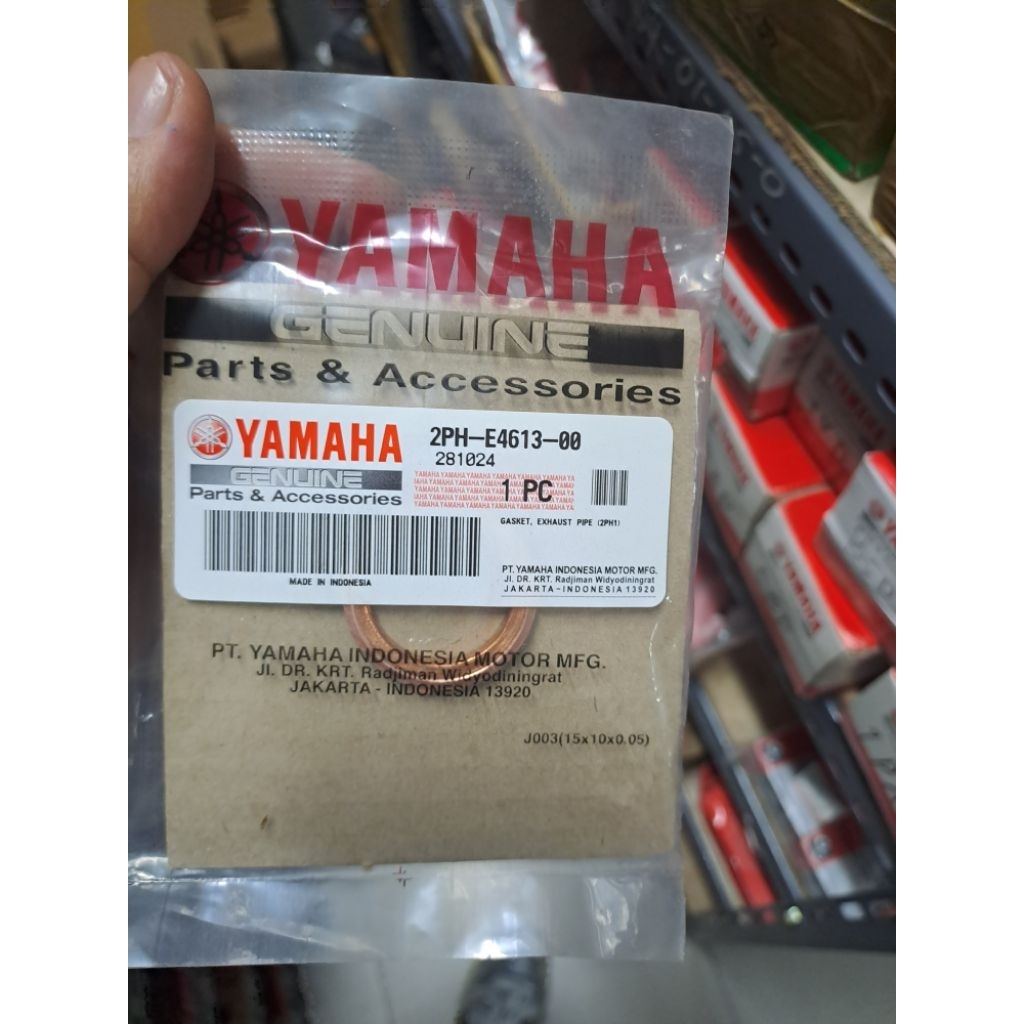 YAMAHA
GENUINE
Parts & Accessories
YAMAHA
2PH-E4613-00
281024
GENUINE
Parts & Accessories
1 PC
GASKET, EXHAUST PIPE (2PH1)
MADE IN INDONESIA
PT. YAMAHA INDONESIA MOTOR MFG.
Jl. DR. KRT. Radjiman Widyodiningrat
JAKARTA - INDONESIA 13920
PT. YAMAHA INDONESIA MOTOR MFG.
Jl. DR. KRT. Radjiman Widyodiningrat
JAKARTA - INDONESIA 13920
J003(15x10x0.05)
YAMAHA